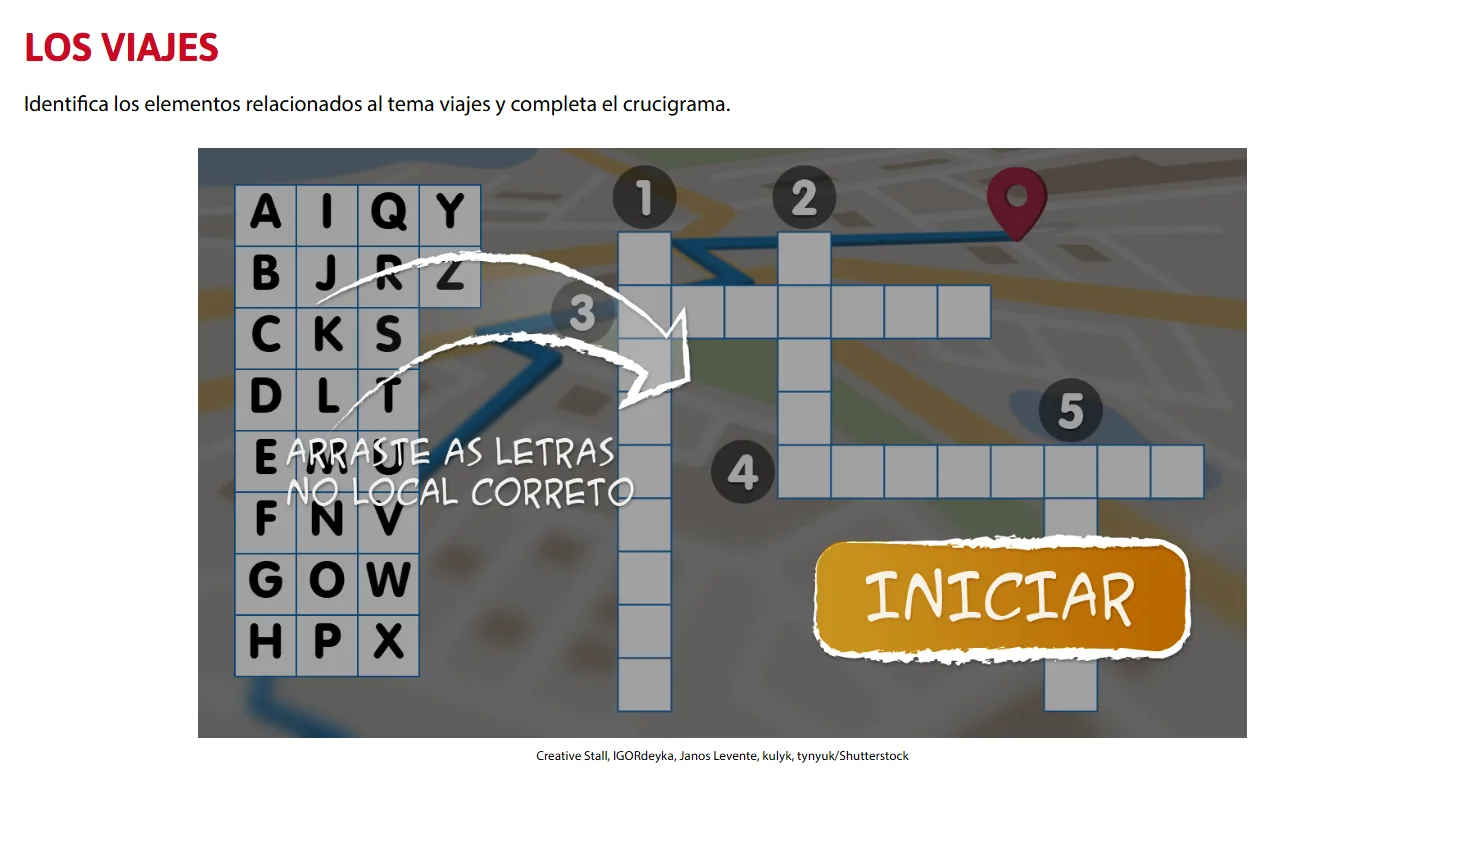 LOS VIAJES
Identifica los elementos relacionados al tema viajes y completa el crucigrama.
1 2
A I Q Y
B J R Z
3
C K S
D L T
5
E M U
4
ARRASTE AS LETRAS
NO LOCAL CORRETO
F N V
G O W
INICIAR
H P X
Creative Stall, IGORdeyka, Janos Levente, kulyk, tynyuk/Shutterstock